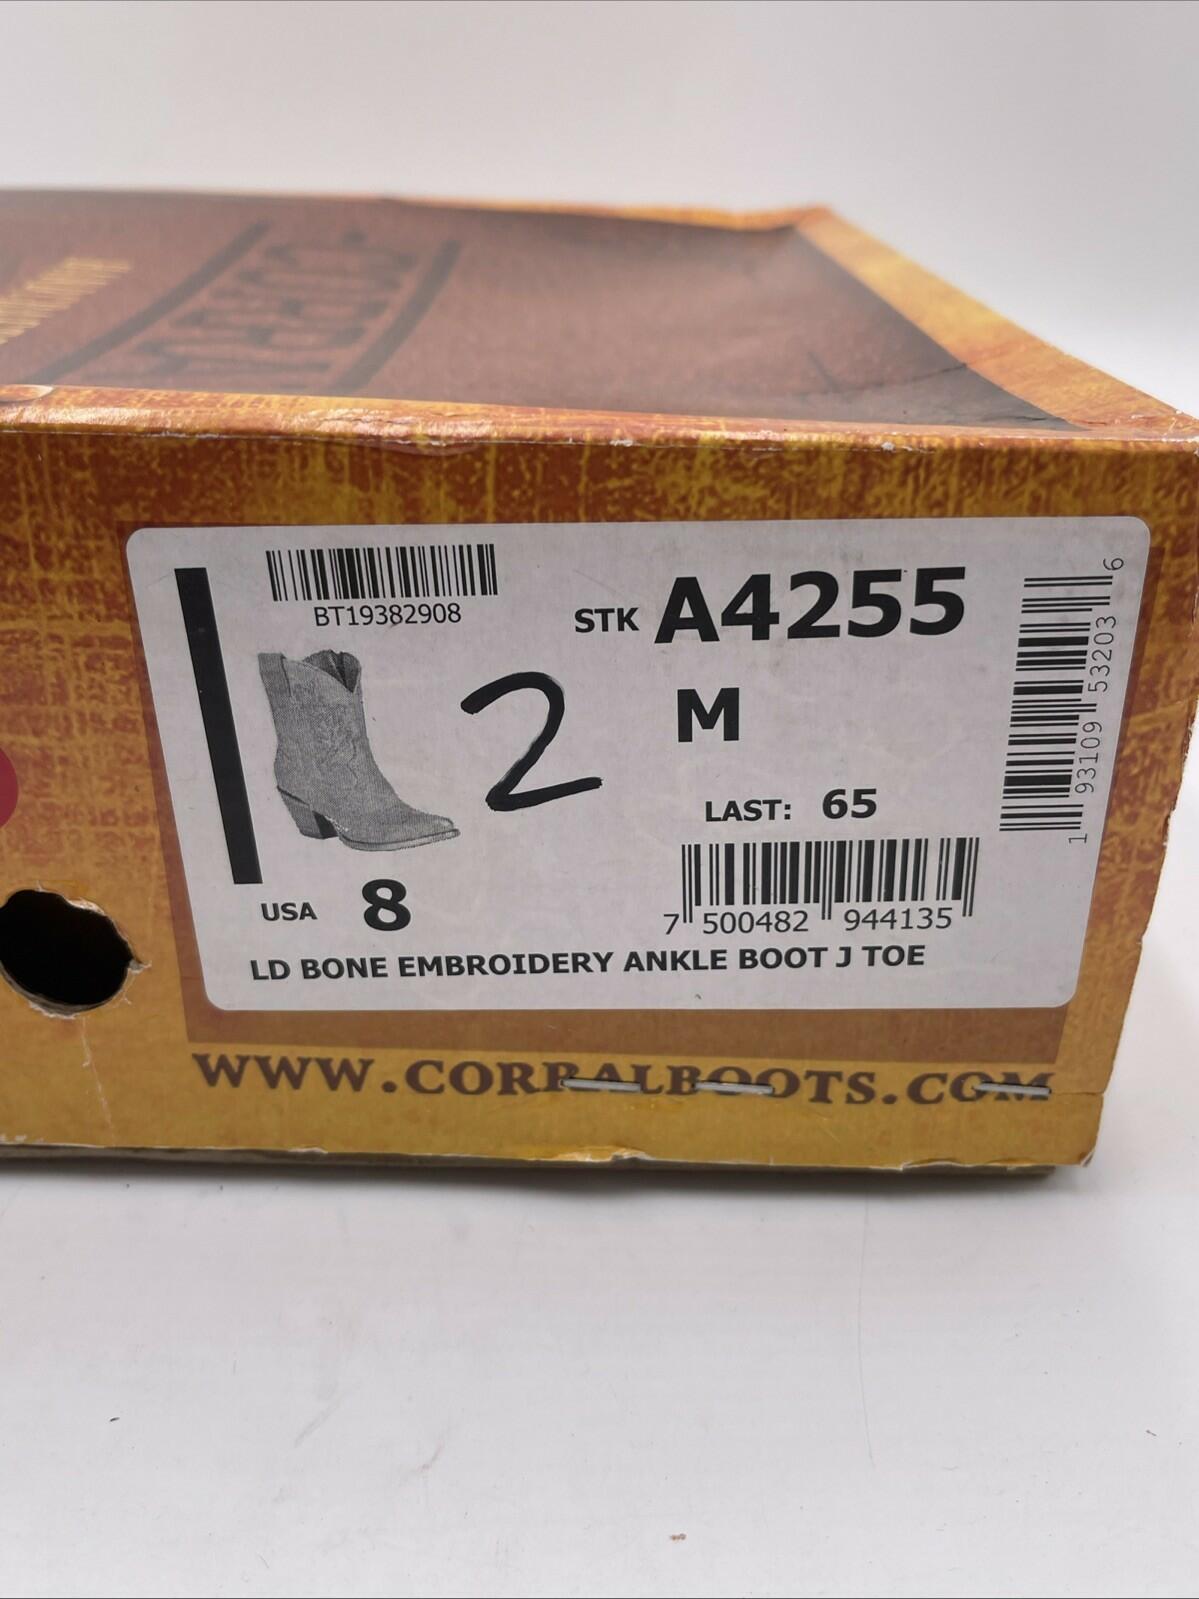 CORRAL
BT19382908
STK A4255
2
M
LAST: 65
USA 8
7 500482 944135
1 93109 53203 6
LD BONE EMBROIDERY ANKLE BOOT J TOE
WWW.CORRALBOOTS.COM